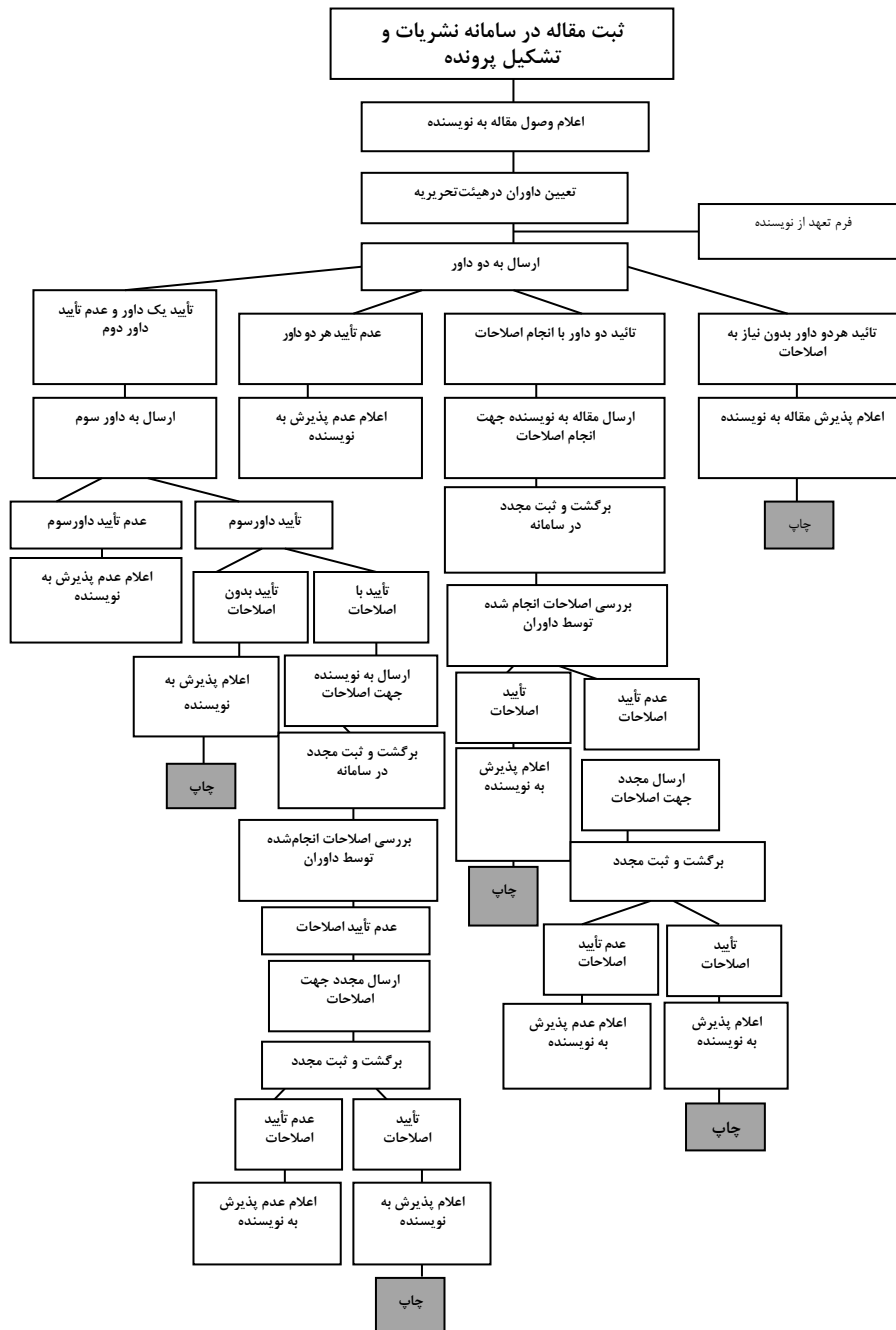 ثبت مقاله در سامانه نشریات و
تشکیل پرونده
اعلام وصول مقاله به نویسنده
تعیین داوران درهیئت‌تحریریه
فرم تعهد از نویسنده
ارسال به دو داور
تائید هردو داور بدون نیاز به
اصلاحات
تائید دو داور با انجام اصلاحات
عدم تأیید هر دو داور
تأیید یک داور و عدم تأیید
داور دوم
اعلام پذیرش مقاله به نویسنده
ارسال مقاله به نویسنده جهت
انجام اصلاحات
اعلام عدم پذیرش به
نویسنده
ارسال به داور سوم
چاپ
برگشت و ثبت مجدد
در سامانه
تأیید داورسوم
عدم تأیید داورسوم
بررسی اصلاحات انجام شده
توسط داوران
تأیید با
اصلاحات
تأیید بدون
اصلاحات
اعلام عدم پذیرش به
نویسنده
عدم تأیید
اصلاحات
تأیید
اصلاحات
ارسال به نویسنده
جهت اصلاحات
اعلام پذیرش به
نویسنده
ارسال مجدد
جهت اصلاحات
اعلام پذیرش
به نویسنده
برگشت و ثبت مجدد
در سامانه
چاپ
برگشت و ثبت مجدد
چاپ
بررسی اصلاحات انجام‌شده
توسط داوران
تأیید
اصلاحات
عدم تأیید
اصلاحات
عدم تأیید اصلاحات
اعلام پذیرش
به نویسنده
اعلام عدم پذیرش
به نویسنده
ارسال مجدد جهت
اصلاحات
چاپ
برگشت و ثبت مجدد
تأیید
اصلاحات
عدم تأیید
اصلاحات
اعلام پذیرش به
نویسنده
اعلام عدم پذیرش
به نویسنده
چاپ